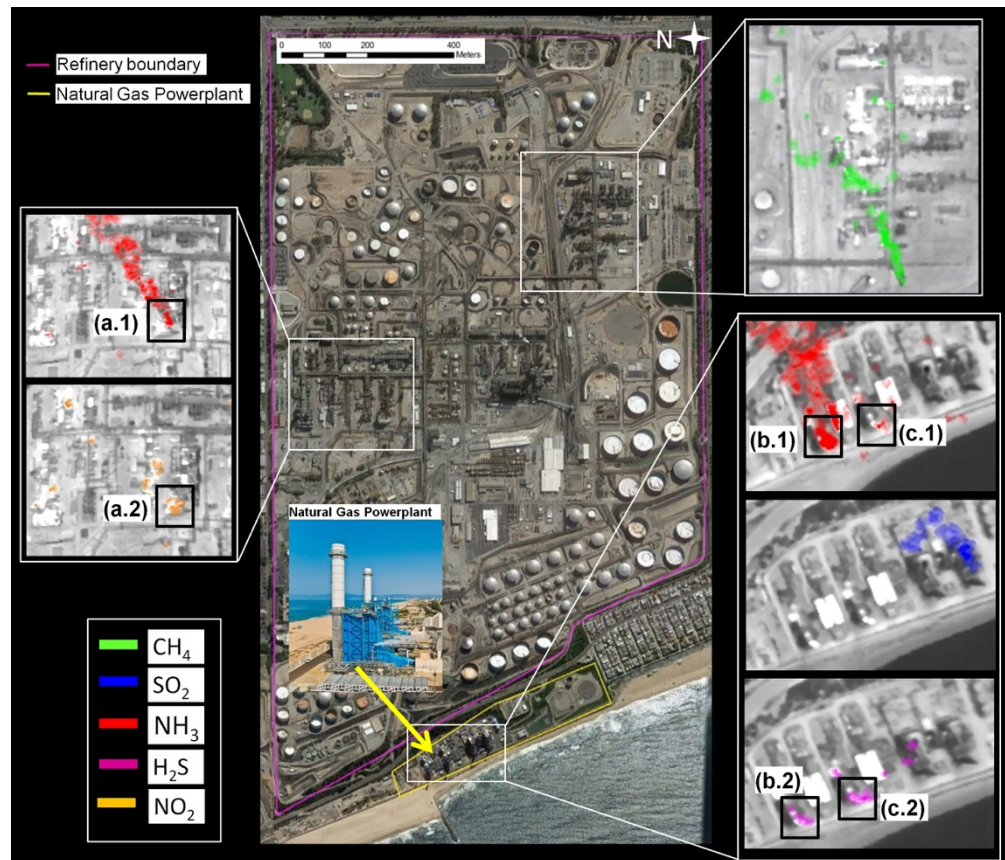 Refinery boundary
Natural Gas Powerplant
0 100 200 400
Meters
N
(a.1)
(a.2)
(b.1)
(c.1)
Natural Gas Powerplant
CH₄
SO₂
NH₃
H₂S
NO₂
(b.2)
(c.2)